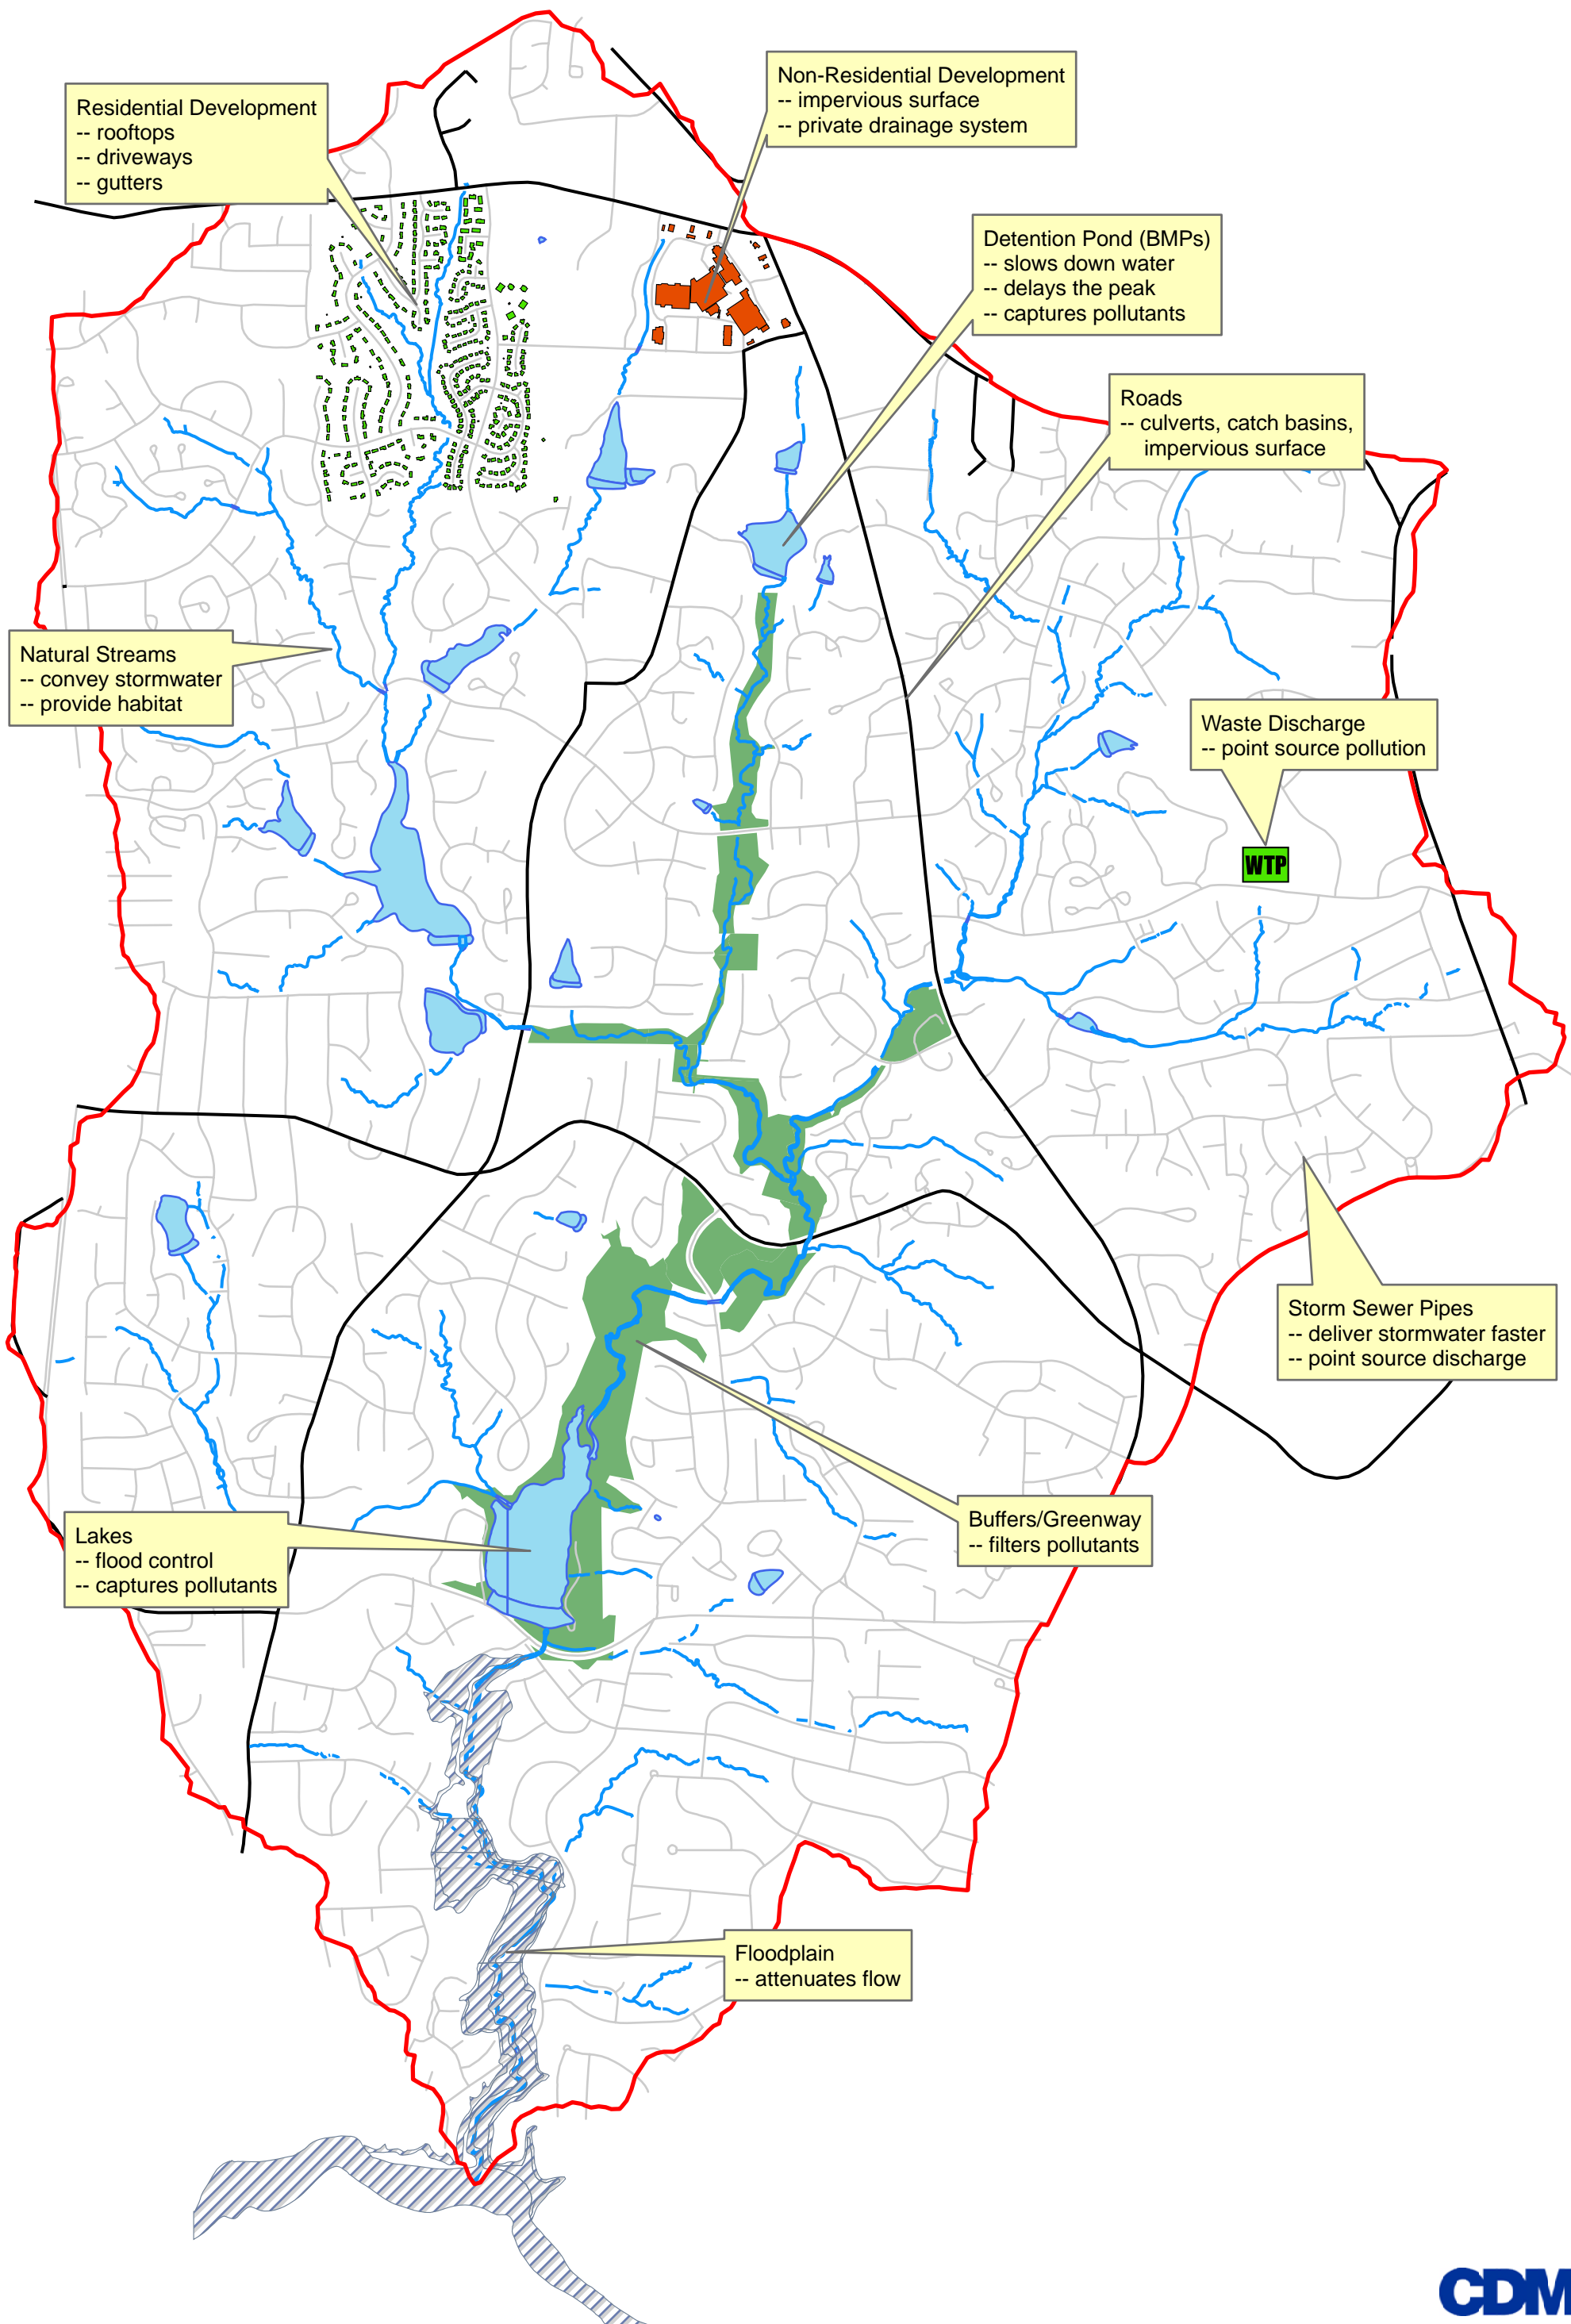 Non-Residential Development
-- impervious surface
-- private drainage system
Residential Development
-- rooftops
-- driveways
-- gutters
Detention Pond (BMPs)
-- slows down water
-- delays the peak
-- captures pollutants
Roads
-- culverts, catch basins,
impervious surface
Natural Streams
-- convey stormwater
-- provide habitat
Waste Discharge
-- point source pollution
WTP
Storm Sewer Pipes
-- deliver stormwater faster
-- point source discharge
Buffers/Greenway
-- filters pollutants
Lakes
-- flood control
-- captures pollutants
Floodplain
-- attenuates flow
CDM